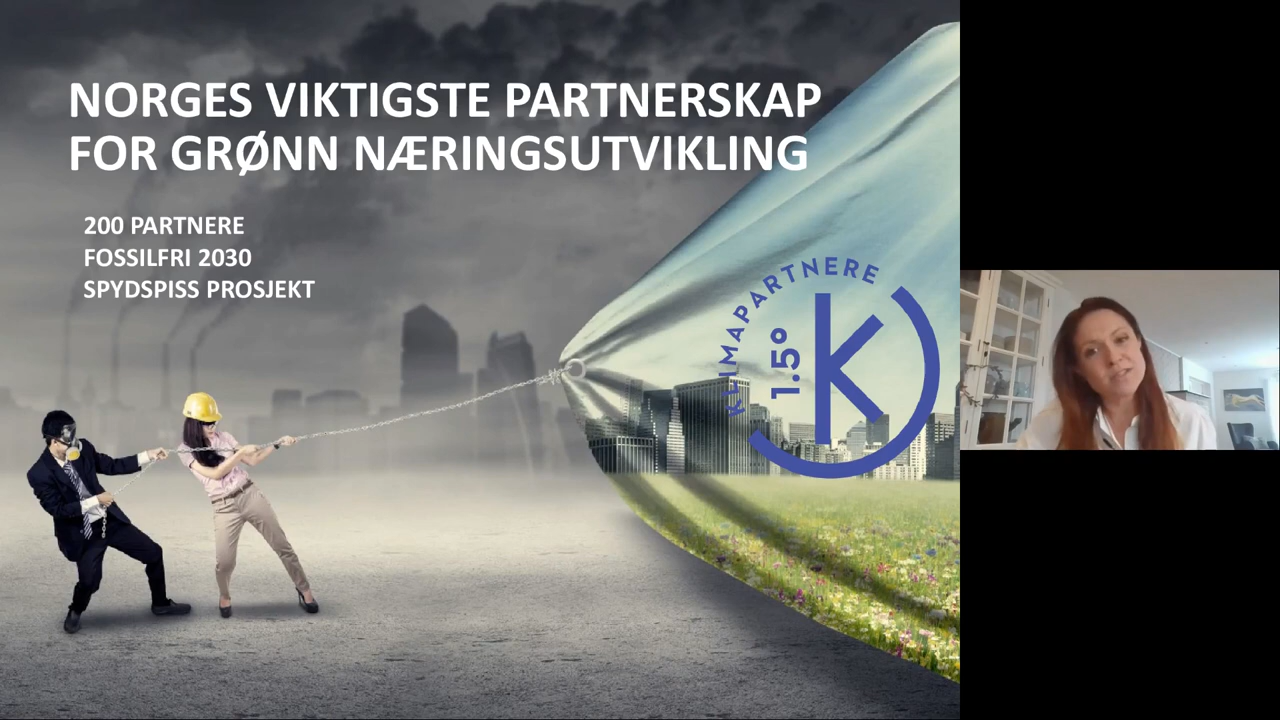 NORGES VIKTIGSTE PARTNERSKAP
FOR GRØNN NÆRINGSUTVIKLING
200 PARTNERE
FOSSILFRI 2030
SPYDSPISS PROSJEKT
KLIMAPARTNERE
1.5°
K